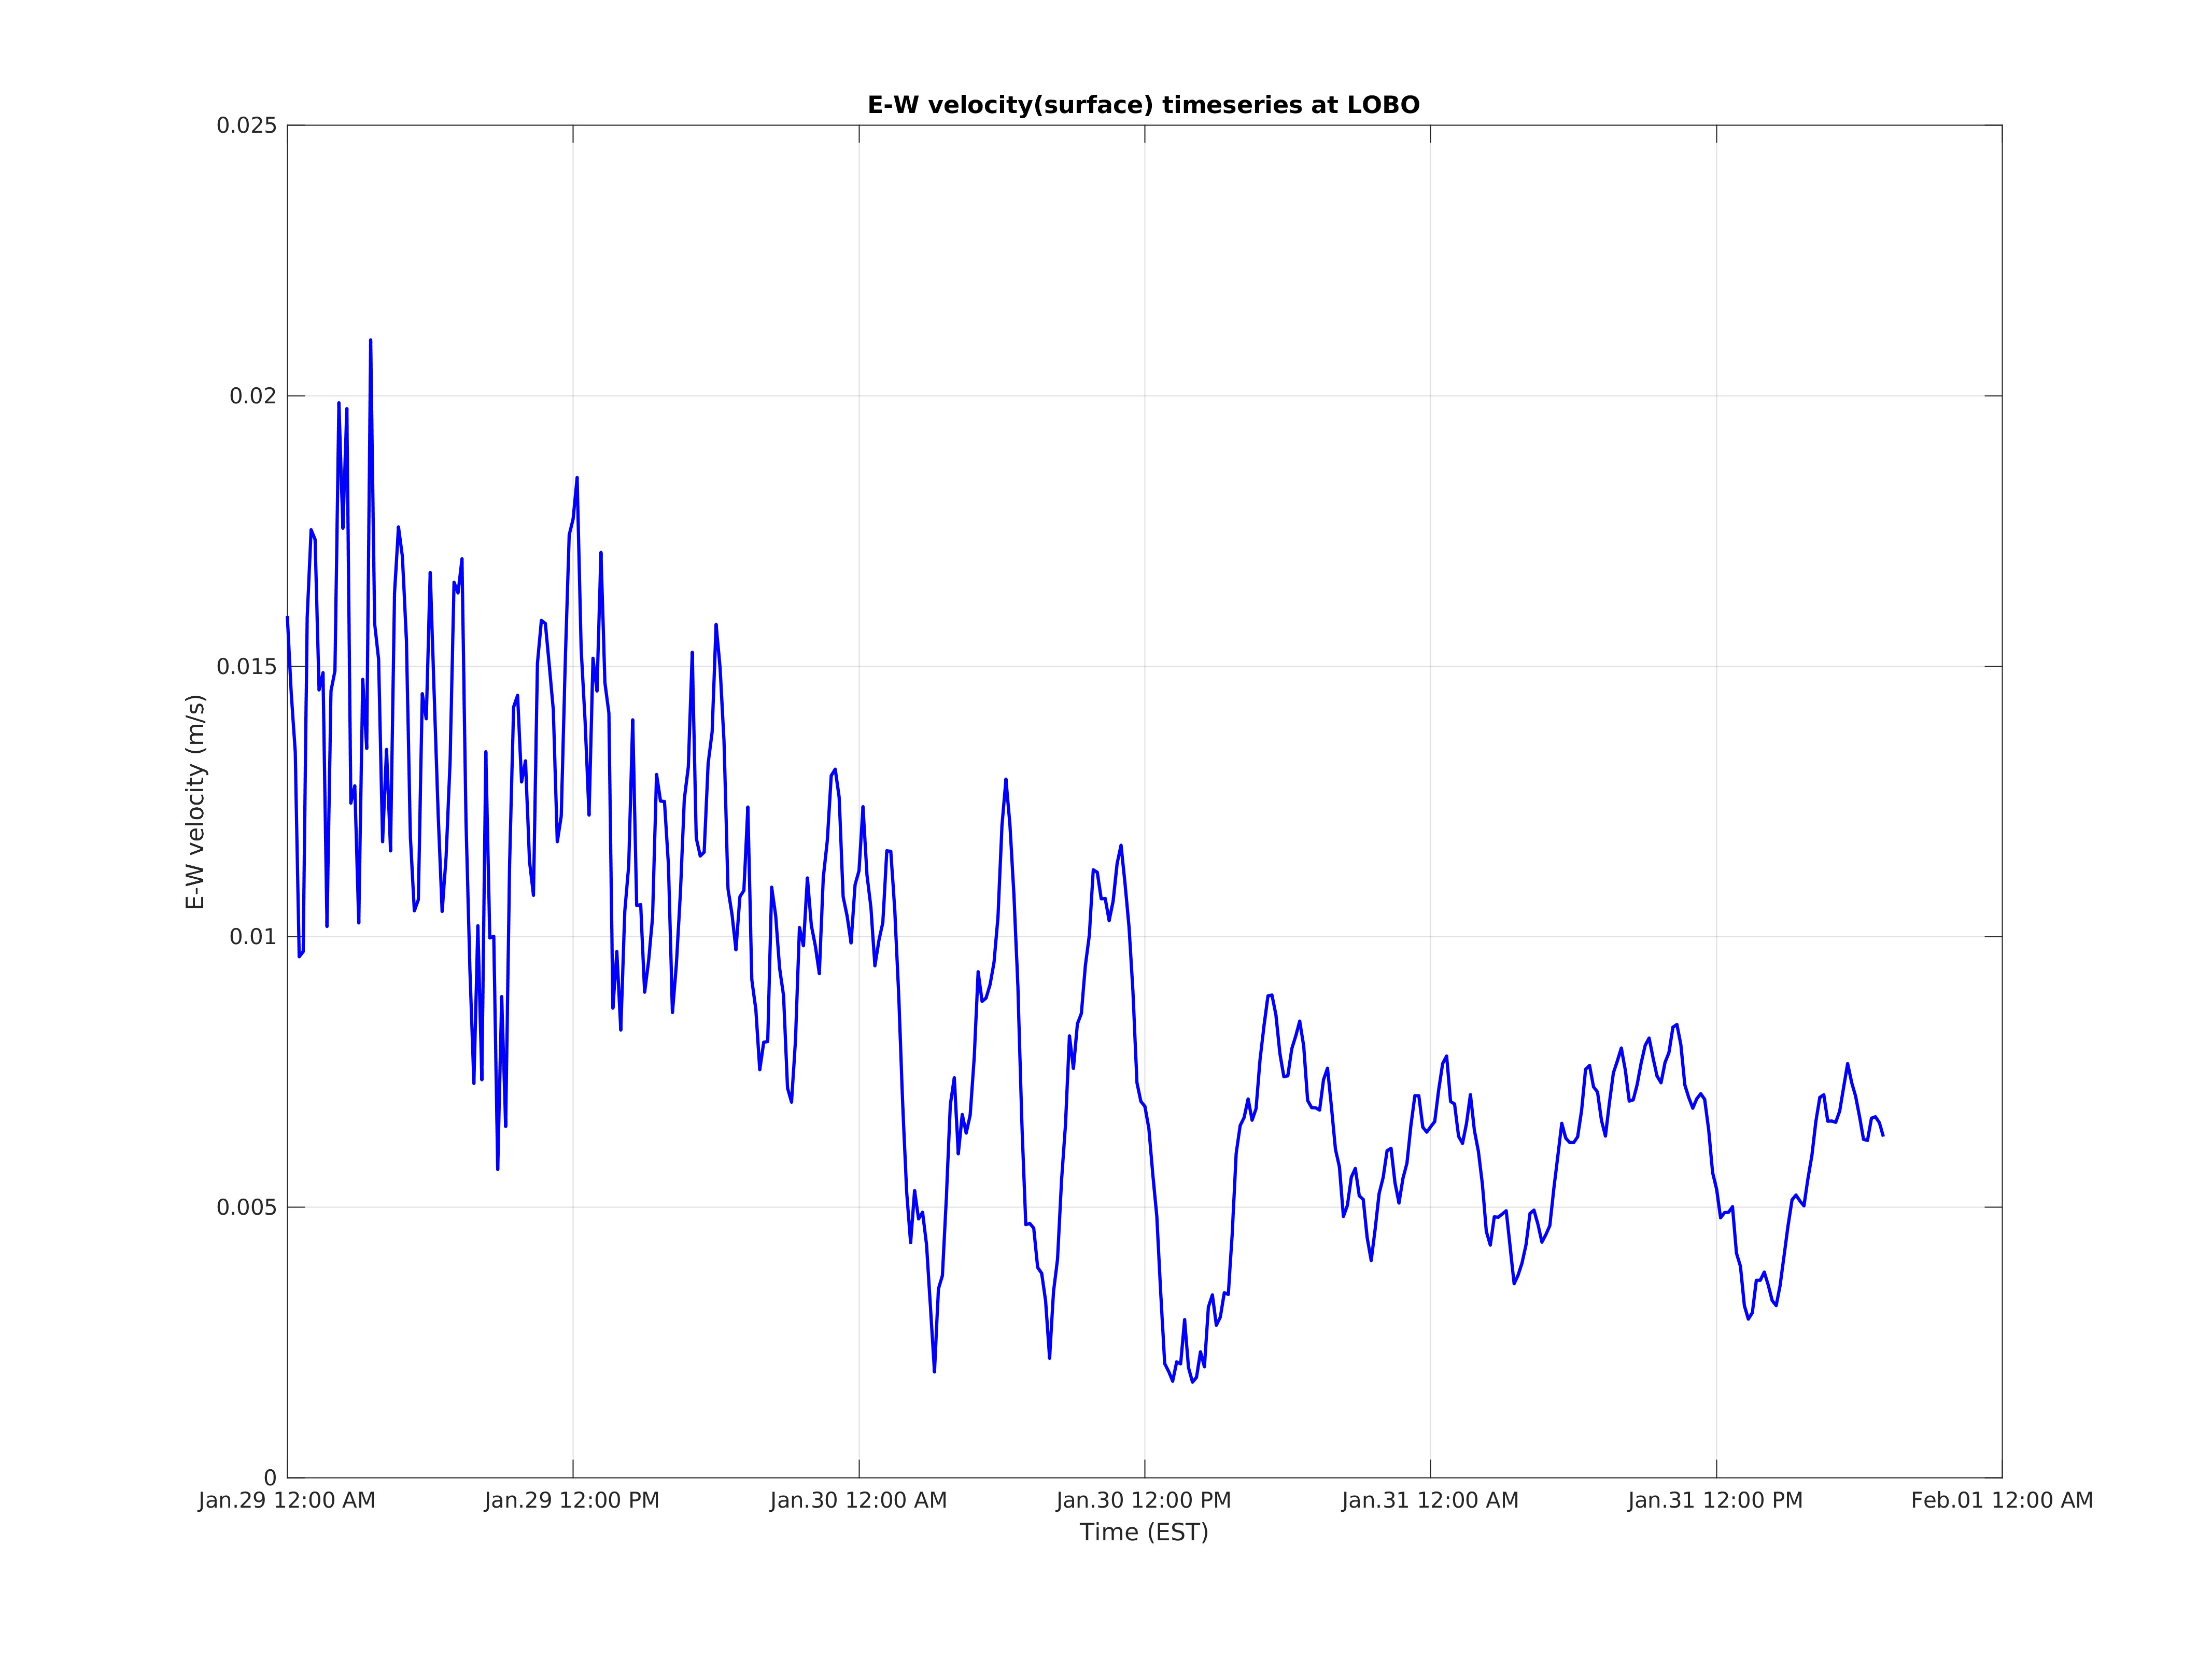 E-W velocity(surface) timeseries at LOBO
0.025
0.02
0.015
0.01
0.005
0
E-W velocity (m/s)
Jan.29 12:00 AM
Jan.29 12:00 PM
Jan.30 12:00 AM
Jan.30 12:00 PM
Jan.31 12:00 AM
Jan.31 12:00 PM
Feb.01 12:00 AM
Time (EST)